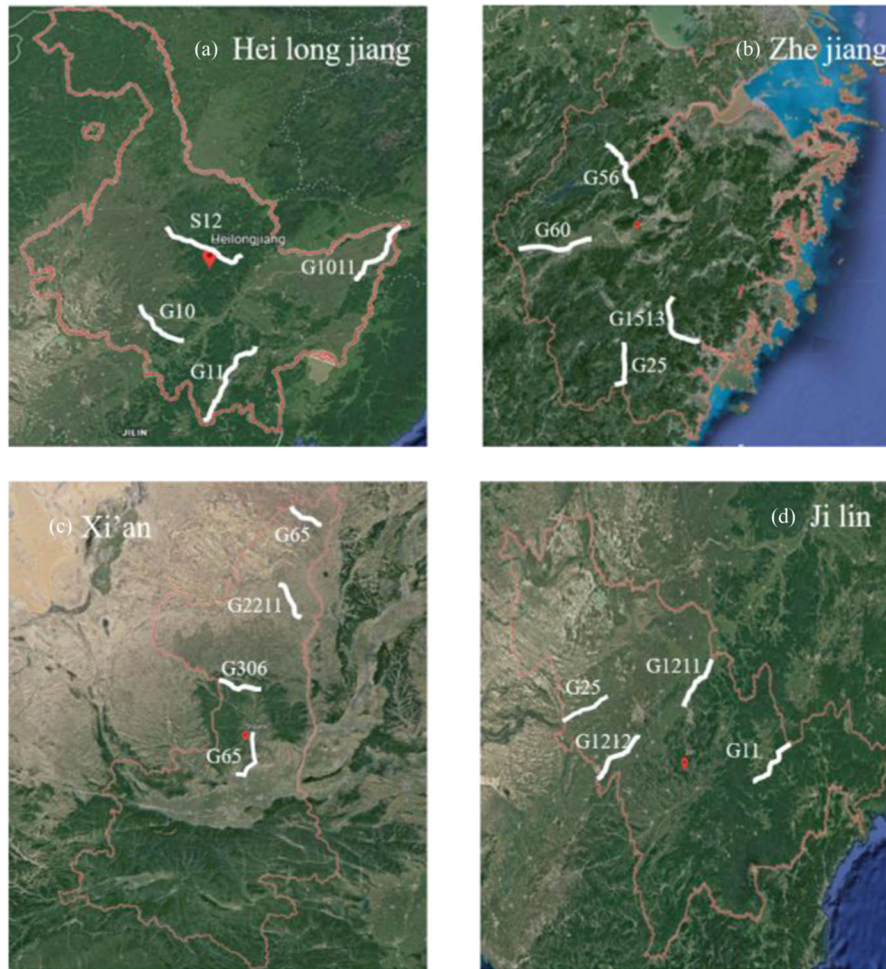 (a) Hei long jiang
S12
Heilongjiang
G1011
G10
G11
JILIN
(b) Zhe jiang
G56
G60
G1513
G25
(c) Xi'an
G65
G2211
G306
G65
(d) Ji lin
G1211
G25
G1212
G11